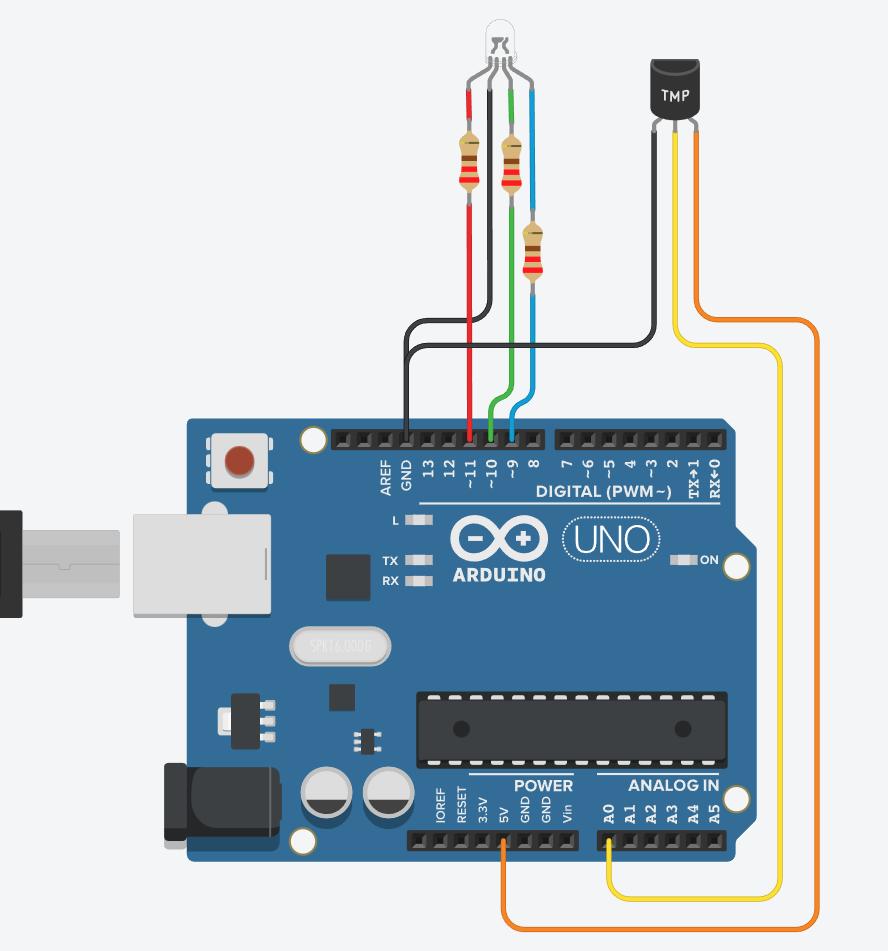 TMP
AREF
GND
13
12
~11
~10
~9
8
7
~6
~5
4
~3
2
TX→1
RX←0
DIGITAL (PWM~)
L
TX
RX
ARDUINO
UNO
ON
SPK16.000G
POWER
ANALOG IN
IOREF
RESET
3.3V
5V
GND
GND
Vin
A0
A1
A2
A3
A4
A5